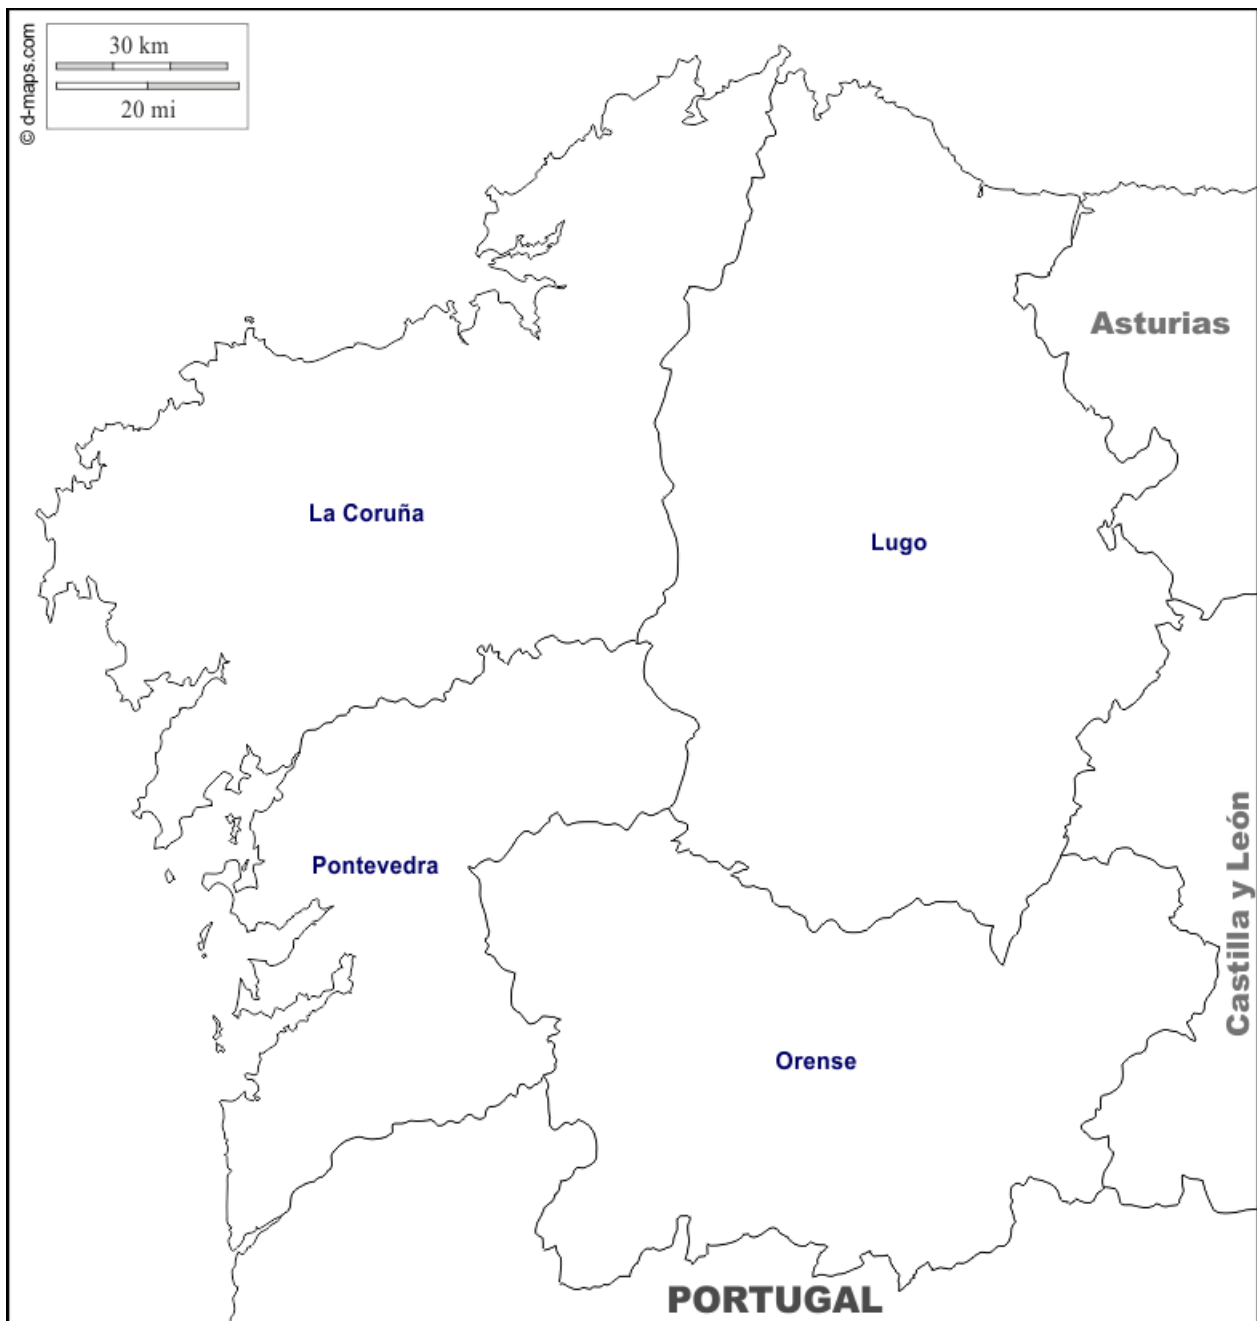 © d-maps.com
30 km
20 mi
Asturias
La Coruña
Lugo
Pontevedra
Castilla y León
Orense
PORTUGAL